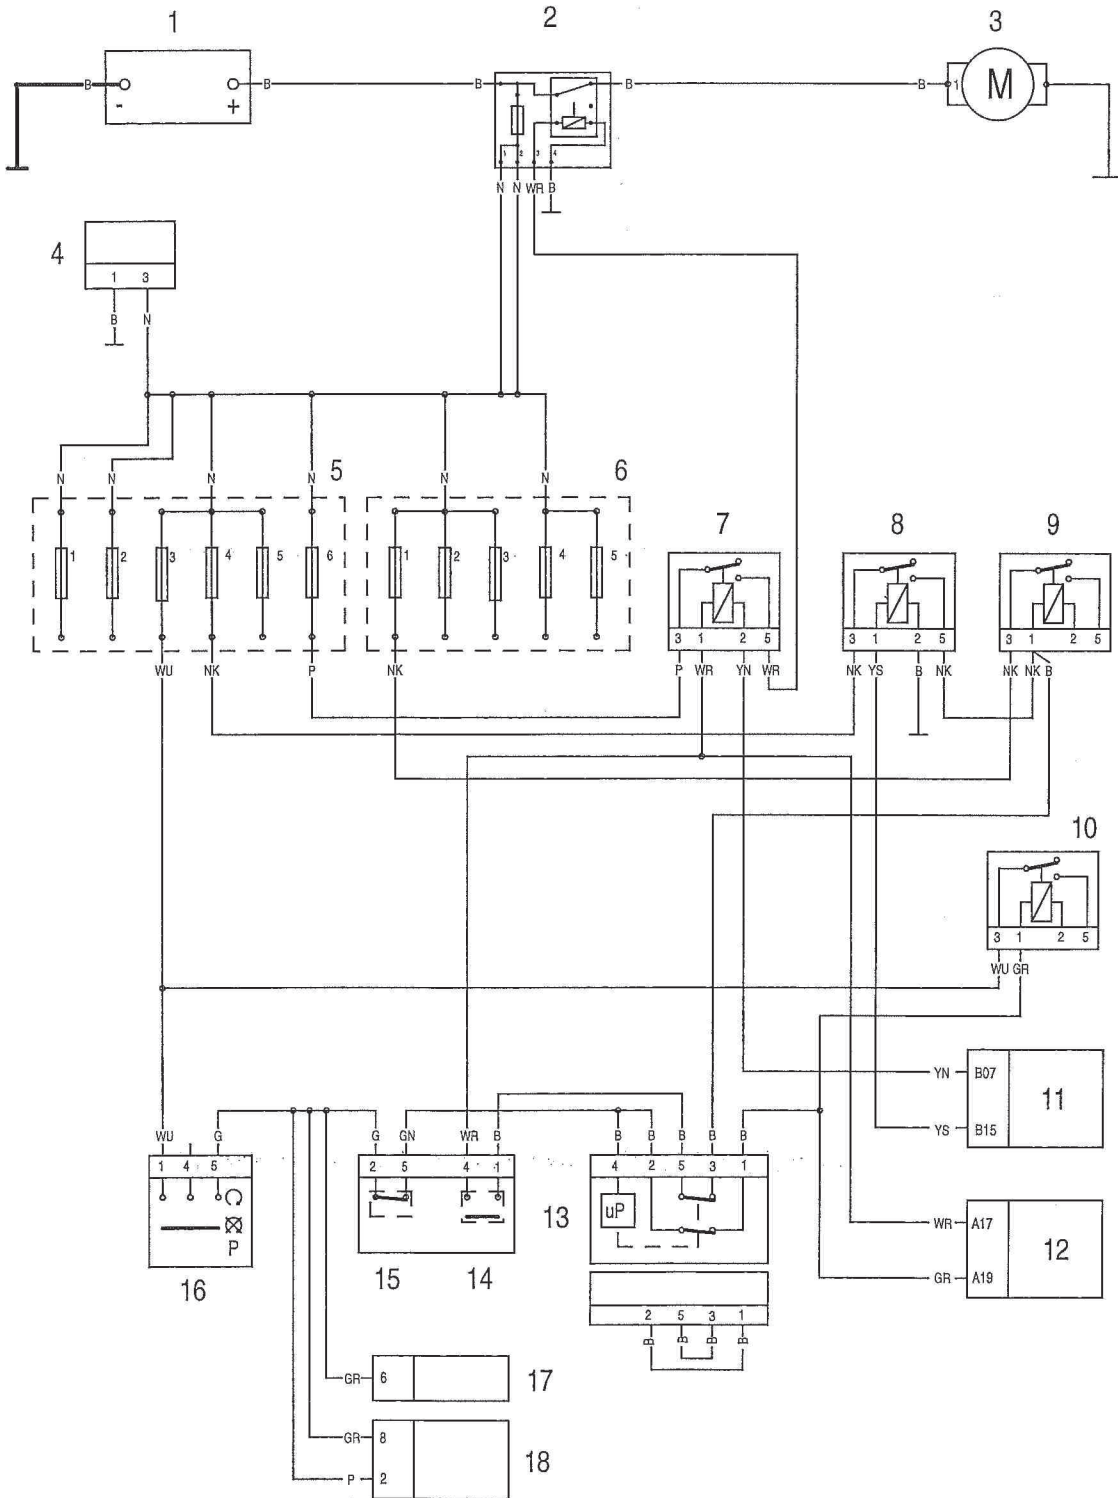 1 2 3
B B B B B
- + 1 M
1 2 3 4
N N WR B
4
1 3
B N
N N N N 5 N N 6
1 2 3 4 5 6 1 2 3 4 5
7 8 9
3 1 2 5 3 1 2 5 3 1 2 5
WU NK P NK P WR YN WR NK YS B NK NK NK B
10
3 1 2 5
WU GR
YN B07
11
YS B15
WU G G GN WR B B B B B B
1 4 5 2 5 4 1 4 2 5 3 1
uP
P
13
WR A17
12
GR A19
16 15 14
2 5 3 1
B B B B
GR 6 17
GR 8
18
P 2